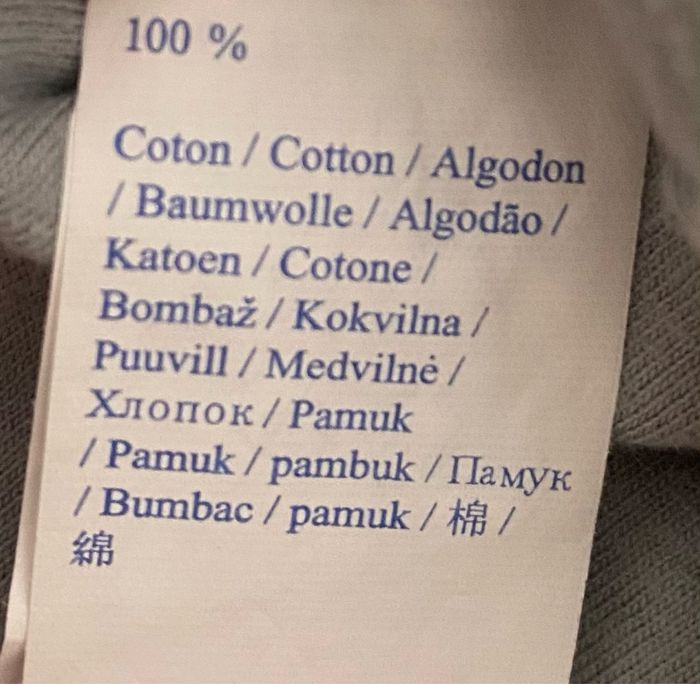 100 %
Coton / Cotton / Algodon
/ Baumwolle / Algodão /
Katoen / Cotone /
Bombaž / Kokvilna /
Puuvill / Medvilnė /
Хлопок / Pamuk
/ Pamuk / pambuk / Памук
/ Bumbac / pamuk / 棉 /
綿